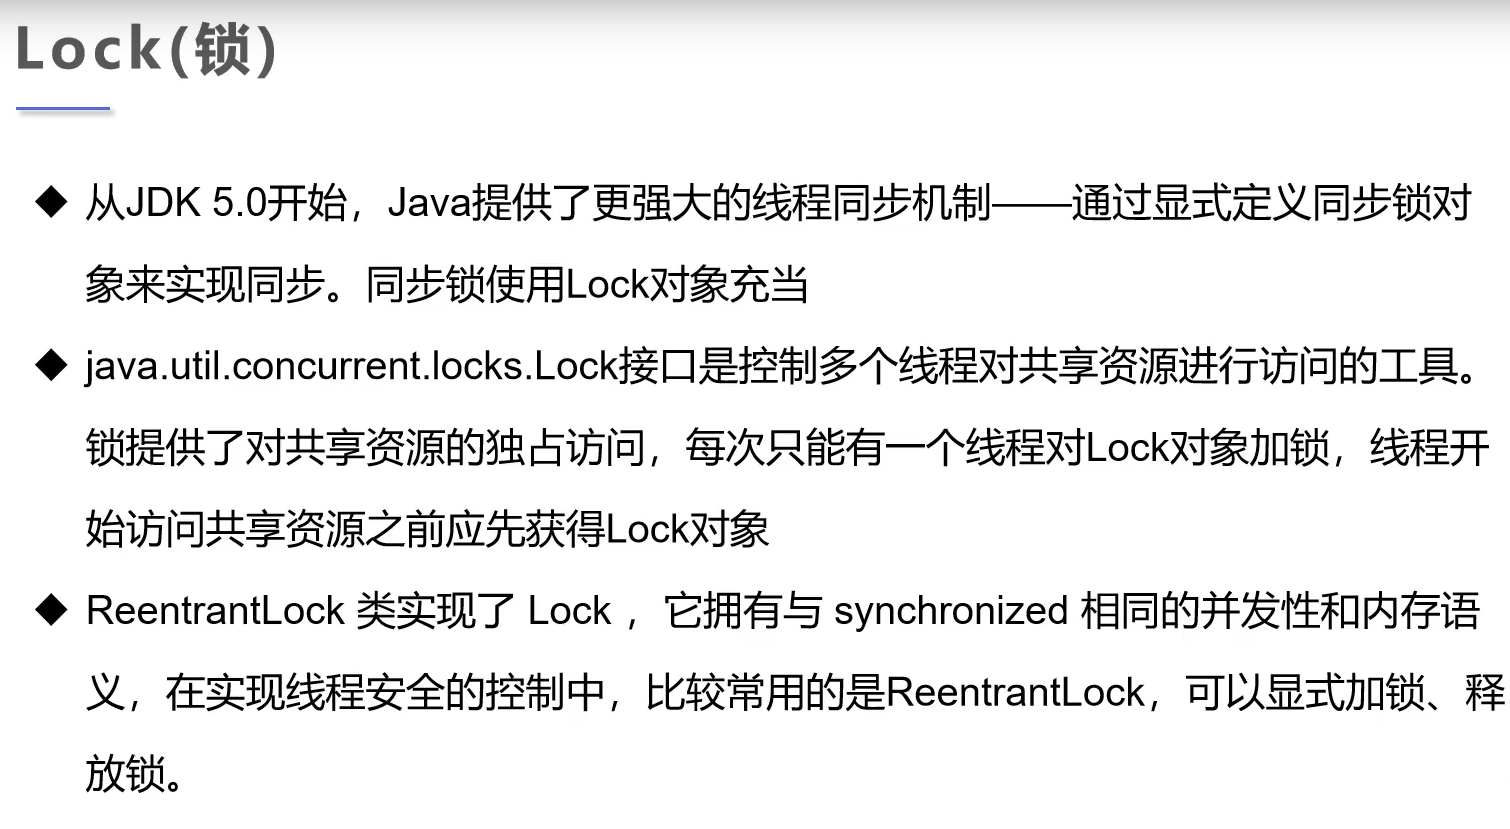 Lock(锁)
◆ 从JDK 5.0开始，Java提供了更强大的线程同步机制——通过显式定义同步锁对
象来实现同步。同步锁使用Lock对象充当
◆ java.util.concurrent.locks.Lock接口是控制多个线程对共享资源进行访问的工具。
锁提供了对共享资源的独占访问，每次只能有一个线程对Lock对象加锁，线程开
始访问共享资源之前应先获得Lock对象
◆ ReentrantLock 类实现了 Lock ，它拥有与 synchronized 相同的并发性和内存语
义，在实现线程安全的控制中，比较常用的是ReentrantLock，可以显式加锁、释
放锁。